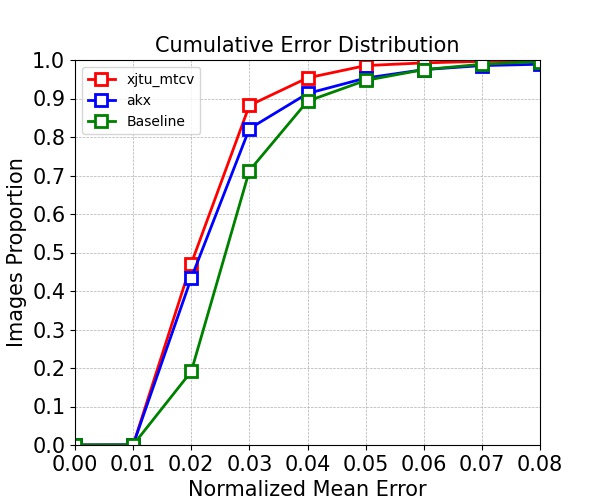 Cumulative Error Distribution
xjtu_mtcv
akx
Baseline
Images Proportion
1.0
0.9
0.8
0.7
0.6
0.5
0.4
0.3
0.2
0.1
0.0
0.00 0.01 0.02 0.03 0.04 0.05 0.06 0.07 0.08
Normalized Mean Error